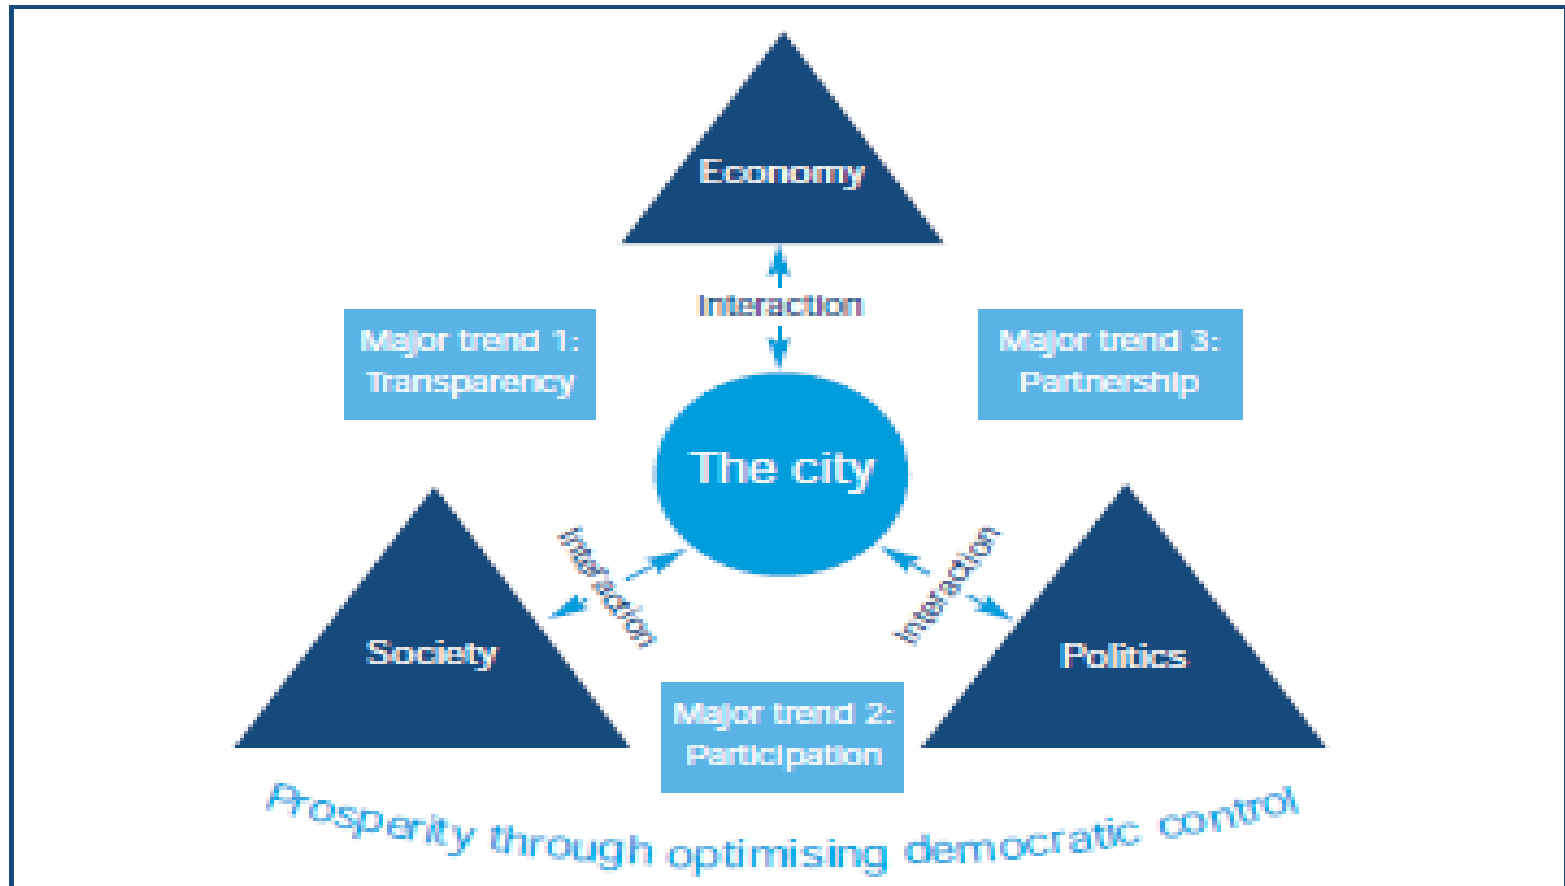 Economy
Interaction
Major trend 1:
Transparency
Major trend 3:
Partnership
The city
Interaction
Interaction
Society
Politics
Major trend 2:
Participation
Prosperity through optimising democratic control